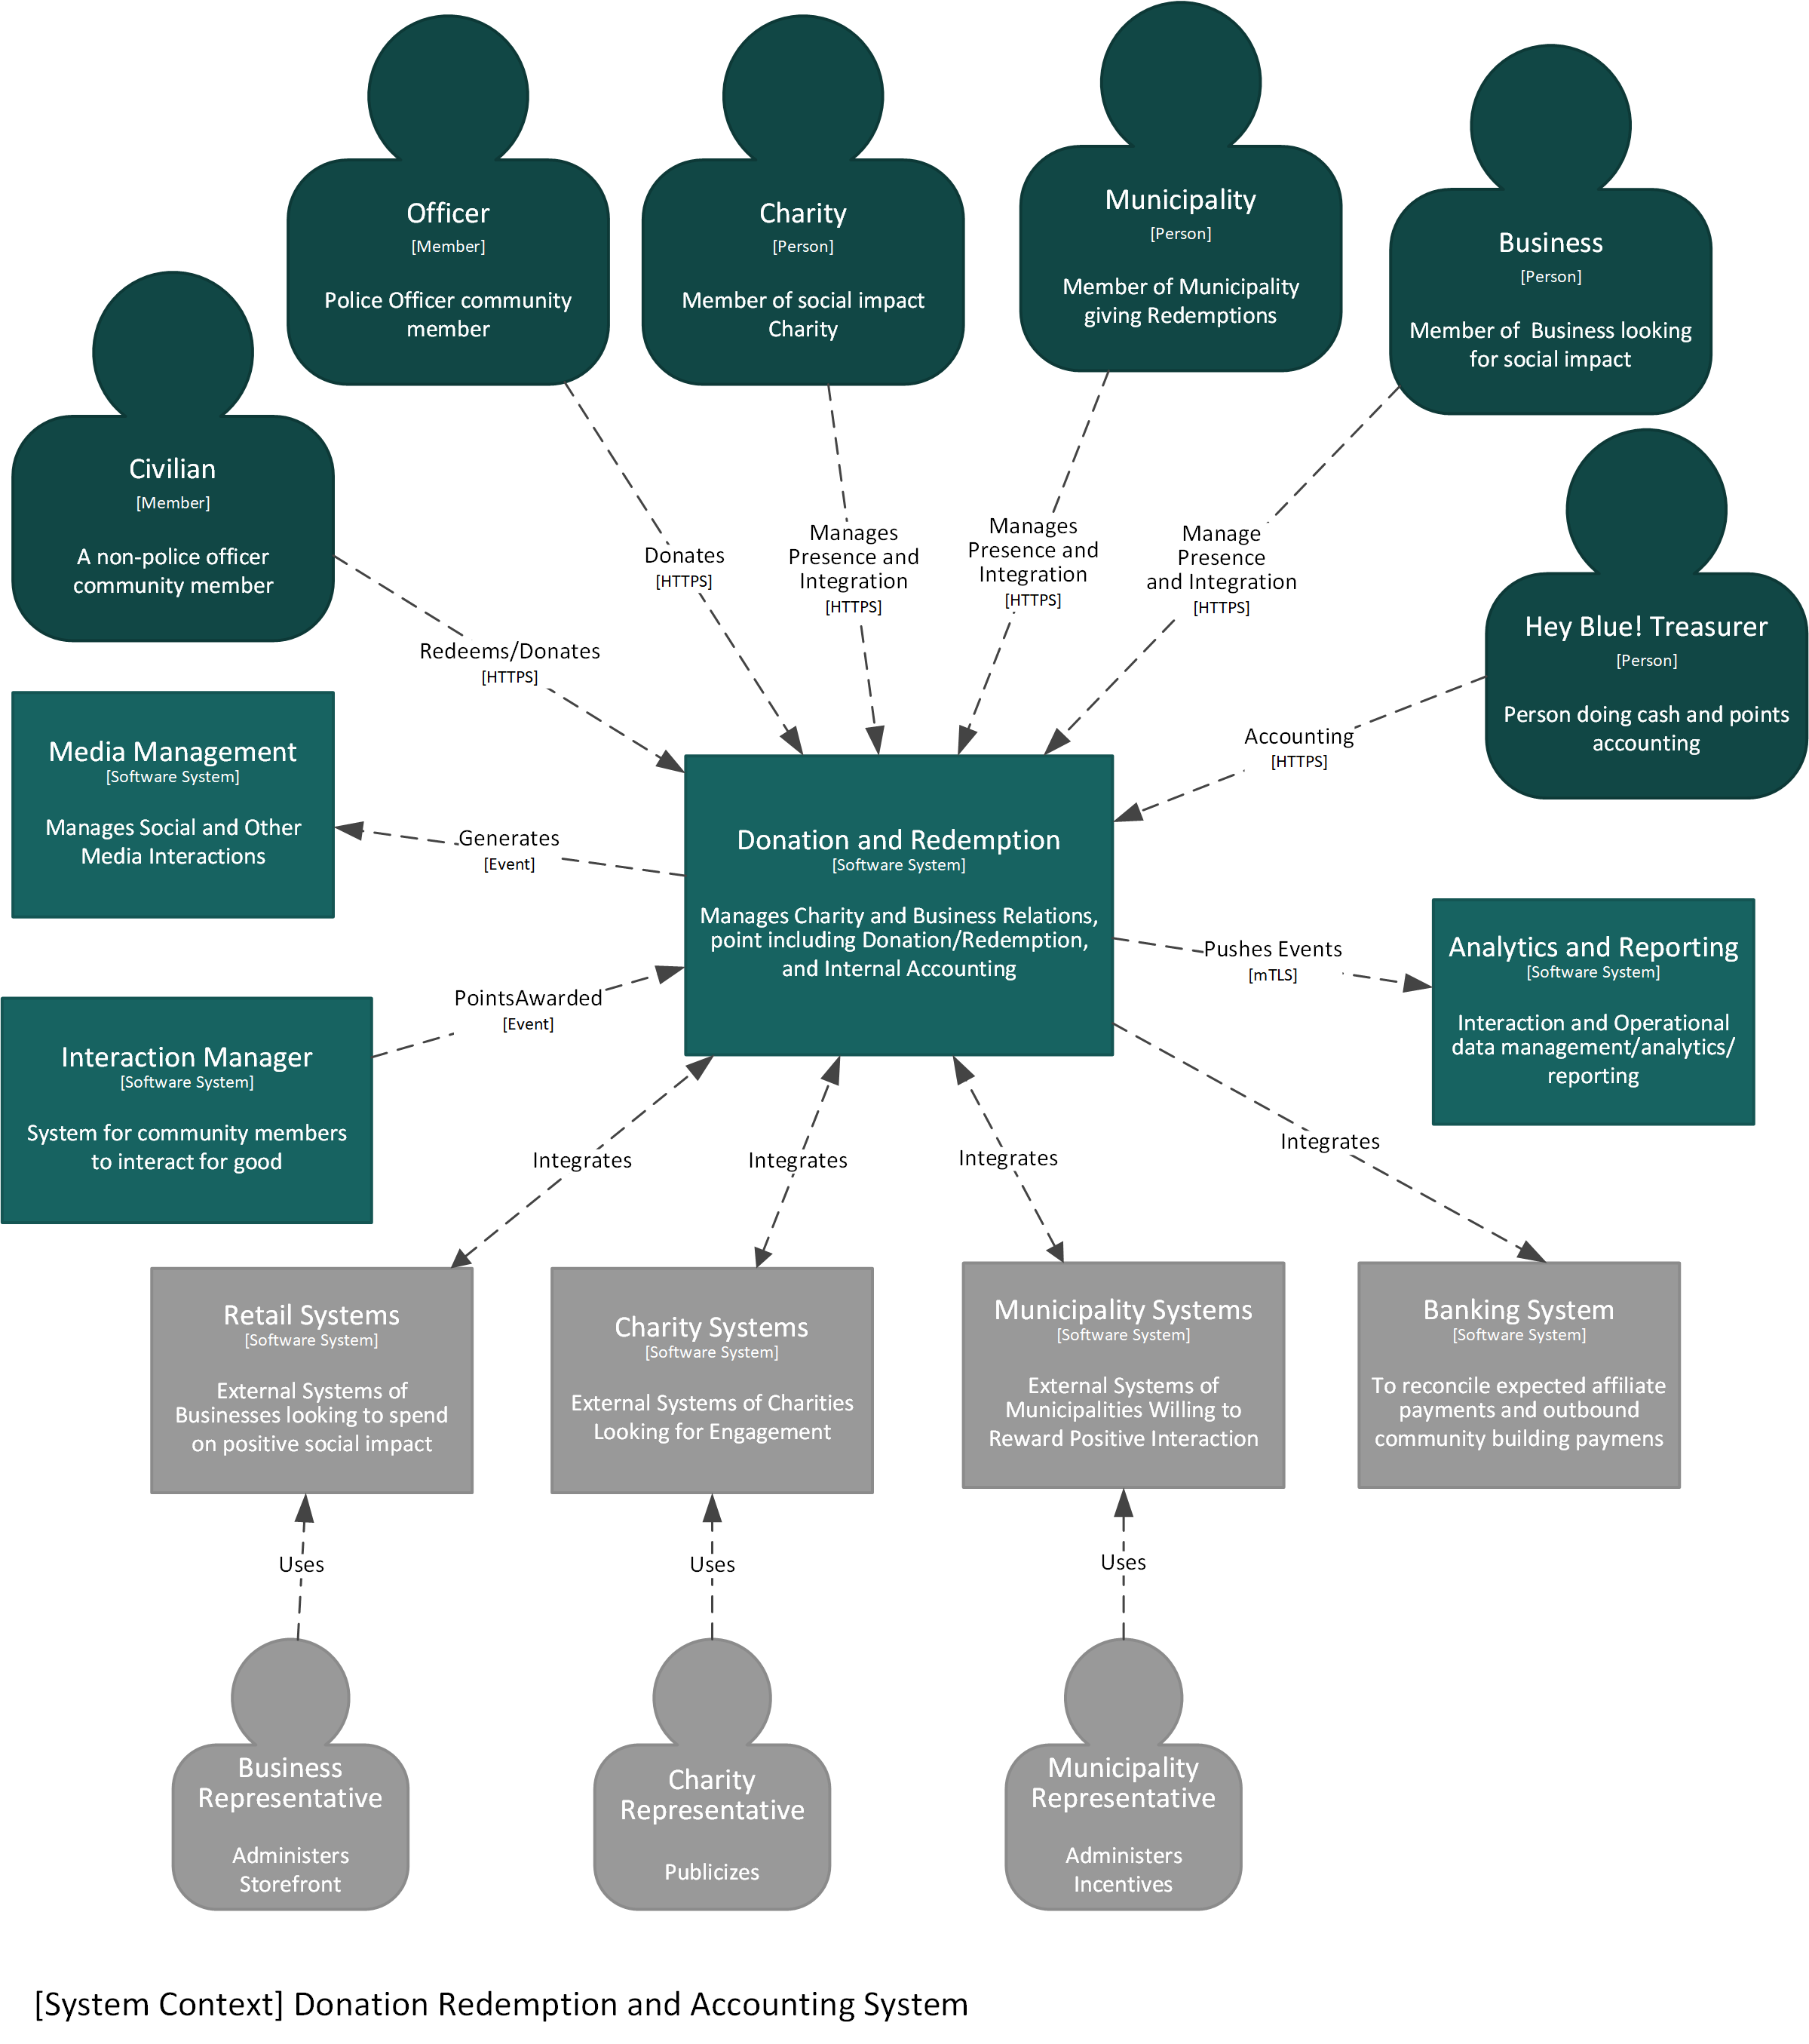 Officer
[Member]
Police Officer community
member
Charity
[Person]
Member of social impact
Charity
Municipality
[Person]
Member of Municipality
giving Redemptions
Business
[Person]
Member of  Business looking
for social impact
Civilian
[Member]
A non-police officer
community member
Hey Blue! Treasurer
[Person]
Person doing cash and points
accounting
Redeems/Donates
[HTTPS]
Donates
[HTTPS]
Manages
Presence and
Integration
[HTTPS]
Manages
Presence and
Integration
[HTTPS]
Manage
Presence
and Integration
[HTTPS]
Accounting
[HTTPS]
Media Management
[Software System]
Manages Social and Other
Media Interactions
Generates
[Event]
Donation and Redemption
[Software System]
Manages Charity and Business Relations,
point including Donation/Redemption,
and Internal Accounting
Pushes Events
[mTLS]
Analytics and Reporting
[Software System]
Interaction and Operational
data management/analytics/
reporting
Interaction Manager
[Software System]
System for community members
to interact for good
PointsAwarded
[Event]
Integrates
Integrates
Integrates
Integrates
Retail Systems
[Software System]
External Systems of
Businesses looking to spend
on positive social impact
Charity Systems
[Software System]
External Systems of Charities
Looking for Engagement
Municipality Systems
[Software System]
External Systems of
Municipalities Willing to
Reward Positive Interaction
Banking System
[Software System]
To reconcile expected affiliate
payments and outbound
community building paymens
Uses
Uses
Uses
Business
Representative
Administers
Storefront
Charity
Representative
Publicizes
Municipality
Representative
Administers
Incentives
[System Context] Donation Redemption and Accounting System